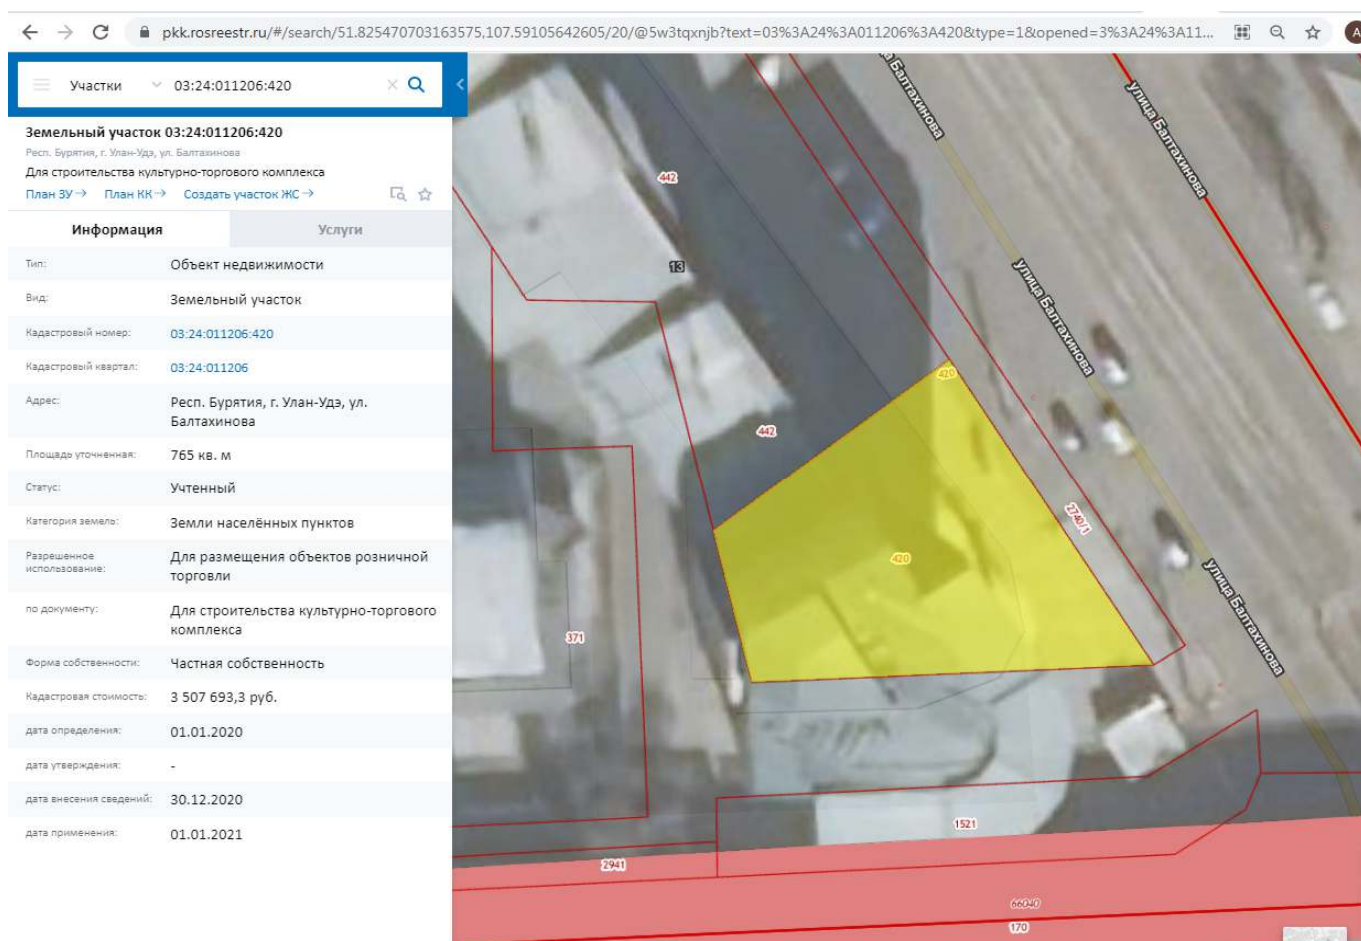 pkk.rosreestr.ru/#/search/51.825470703163575,107.59105642605/20/@5w3tqxnjb?text=03%3A24%3A011206%3A420&type=1&opened=3%3A24%3A11...
A
Участки
03:24:011206:420
Земельный участок 03:24:011206:420
Респ. Бурятия, г. Улан-Удэ, ул. Балтахинова
Для строительства культурно-торгового комплекса
План ЗУ→ План КК→ Создать участок ЖС→
Информация Услуги
Тип: Объект недвижимости
Вид: Земельный участок
Кадастровый номер: 03:24:011206:420
Кадастровый квартал: 03:24:011206
Адрес: Респ. Бурятия, г. Улан-Удэ, ул.
Балтахинова
Площадь уточненная: 765 кв. м
Статус: Учтенный
Категория земель: Земли населённых пунктов
Разрешенное
использование:
Для размещения объектов розничной
торговли
по документу: Для строительства культурно-торгового
комплекса
Форма собственности: Частная собственность
Кадастровая стоимость: 3 507 693,3 руб.
дата определения: 01.01.2020
дата утверждения: -
дата внесения сведений: 30.12.2020
дата применения: 01.01.2021
улица Балтахинова
улица Балтахинова
442
13
улица Балтахинова
420
442
2740/1
420
улица Балтахинова
371
1521
2941
66040
170